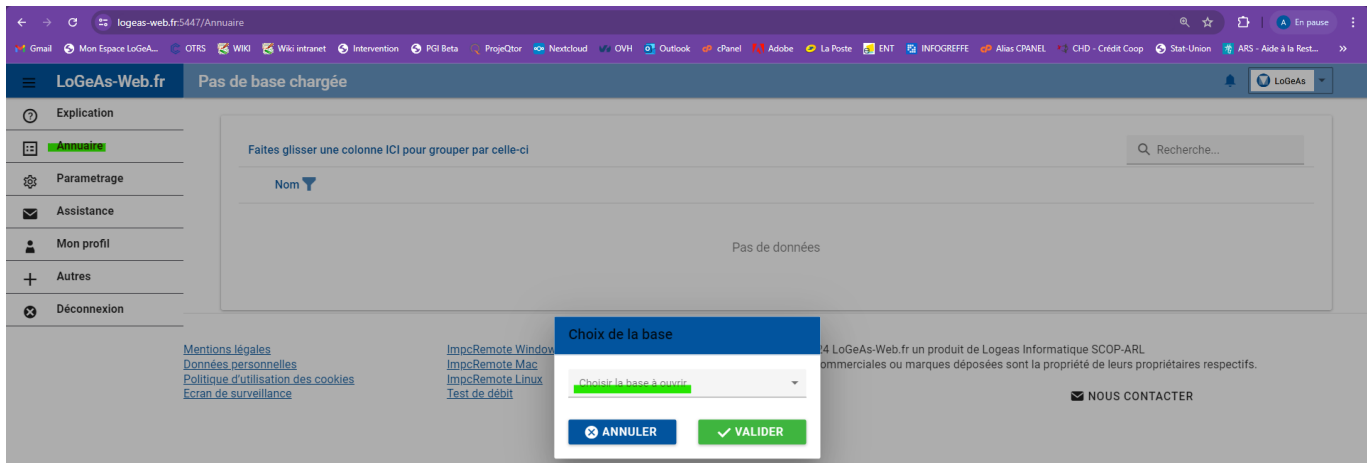 logeas-web.fr:5447/Annuaire
A En pause
Gmail Mon Espace LoGeA... OTRS WIKI Wiki intranet Intervention PGI Beta ProjeQtor Nextcloud OVH Outlook cPanel Adobe La Poste ENT INFOGREFFE Alias CPANEL CHD - Crédit Coop Stat-Union ARS - Aide à la Rest... »
LoGeAs-Web.fr Pas de base chargée LoGeAs
Explication
Annuaire
Parametrage
Assistance
Mon profil
Autres
Déconnexion
Faites glisser une colonne ICI pour grouper par celle-ci
Recherche...
Nom
Pas de données
Choix de la base
Choisir la base à ouvrir
ANNULER VALIDER
Mentions légales
Données personnelles
Politique d'utilisation des cookies
Ecran de surveillance
ImpcRemote Window
ImpcRemote Mac
ImpcRemote Linux
Test de débit
24 LoGeAs-Web.fr un produit de Logeas Informatique SCOP-ARL
ommerciales ou marques déposées sont la propriété de leurs propriétaires respectifs.
NOUS CONTACTER